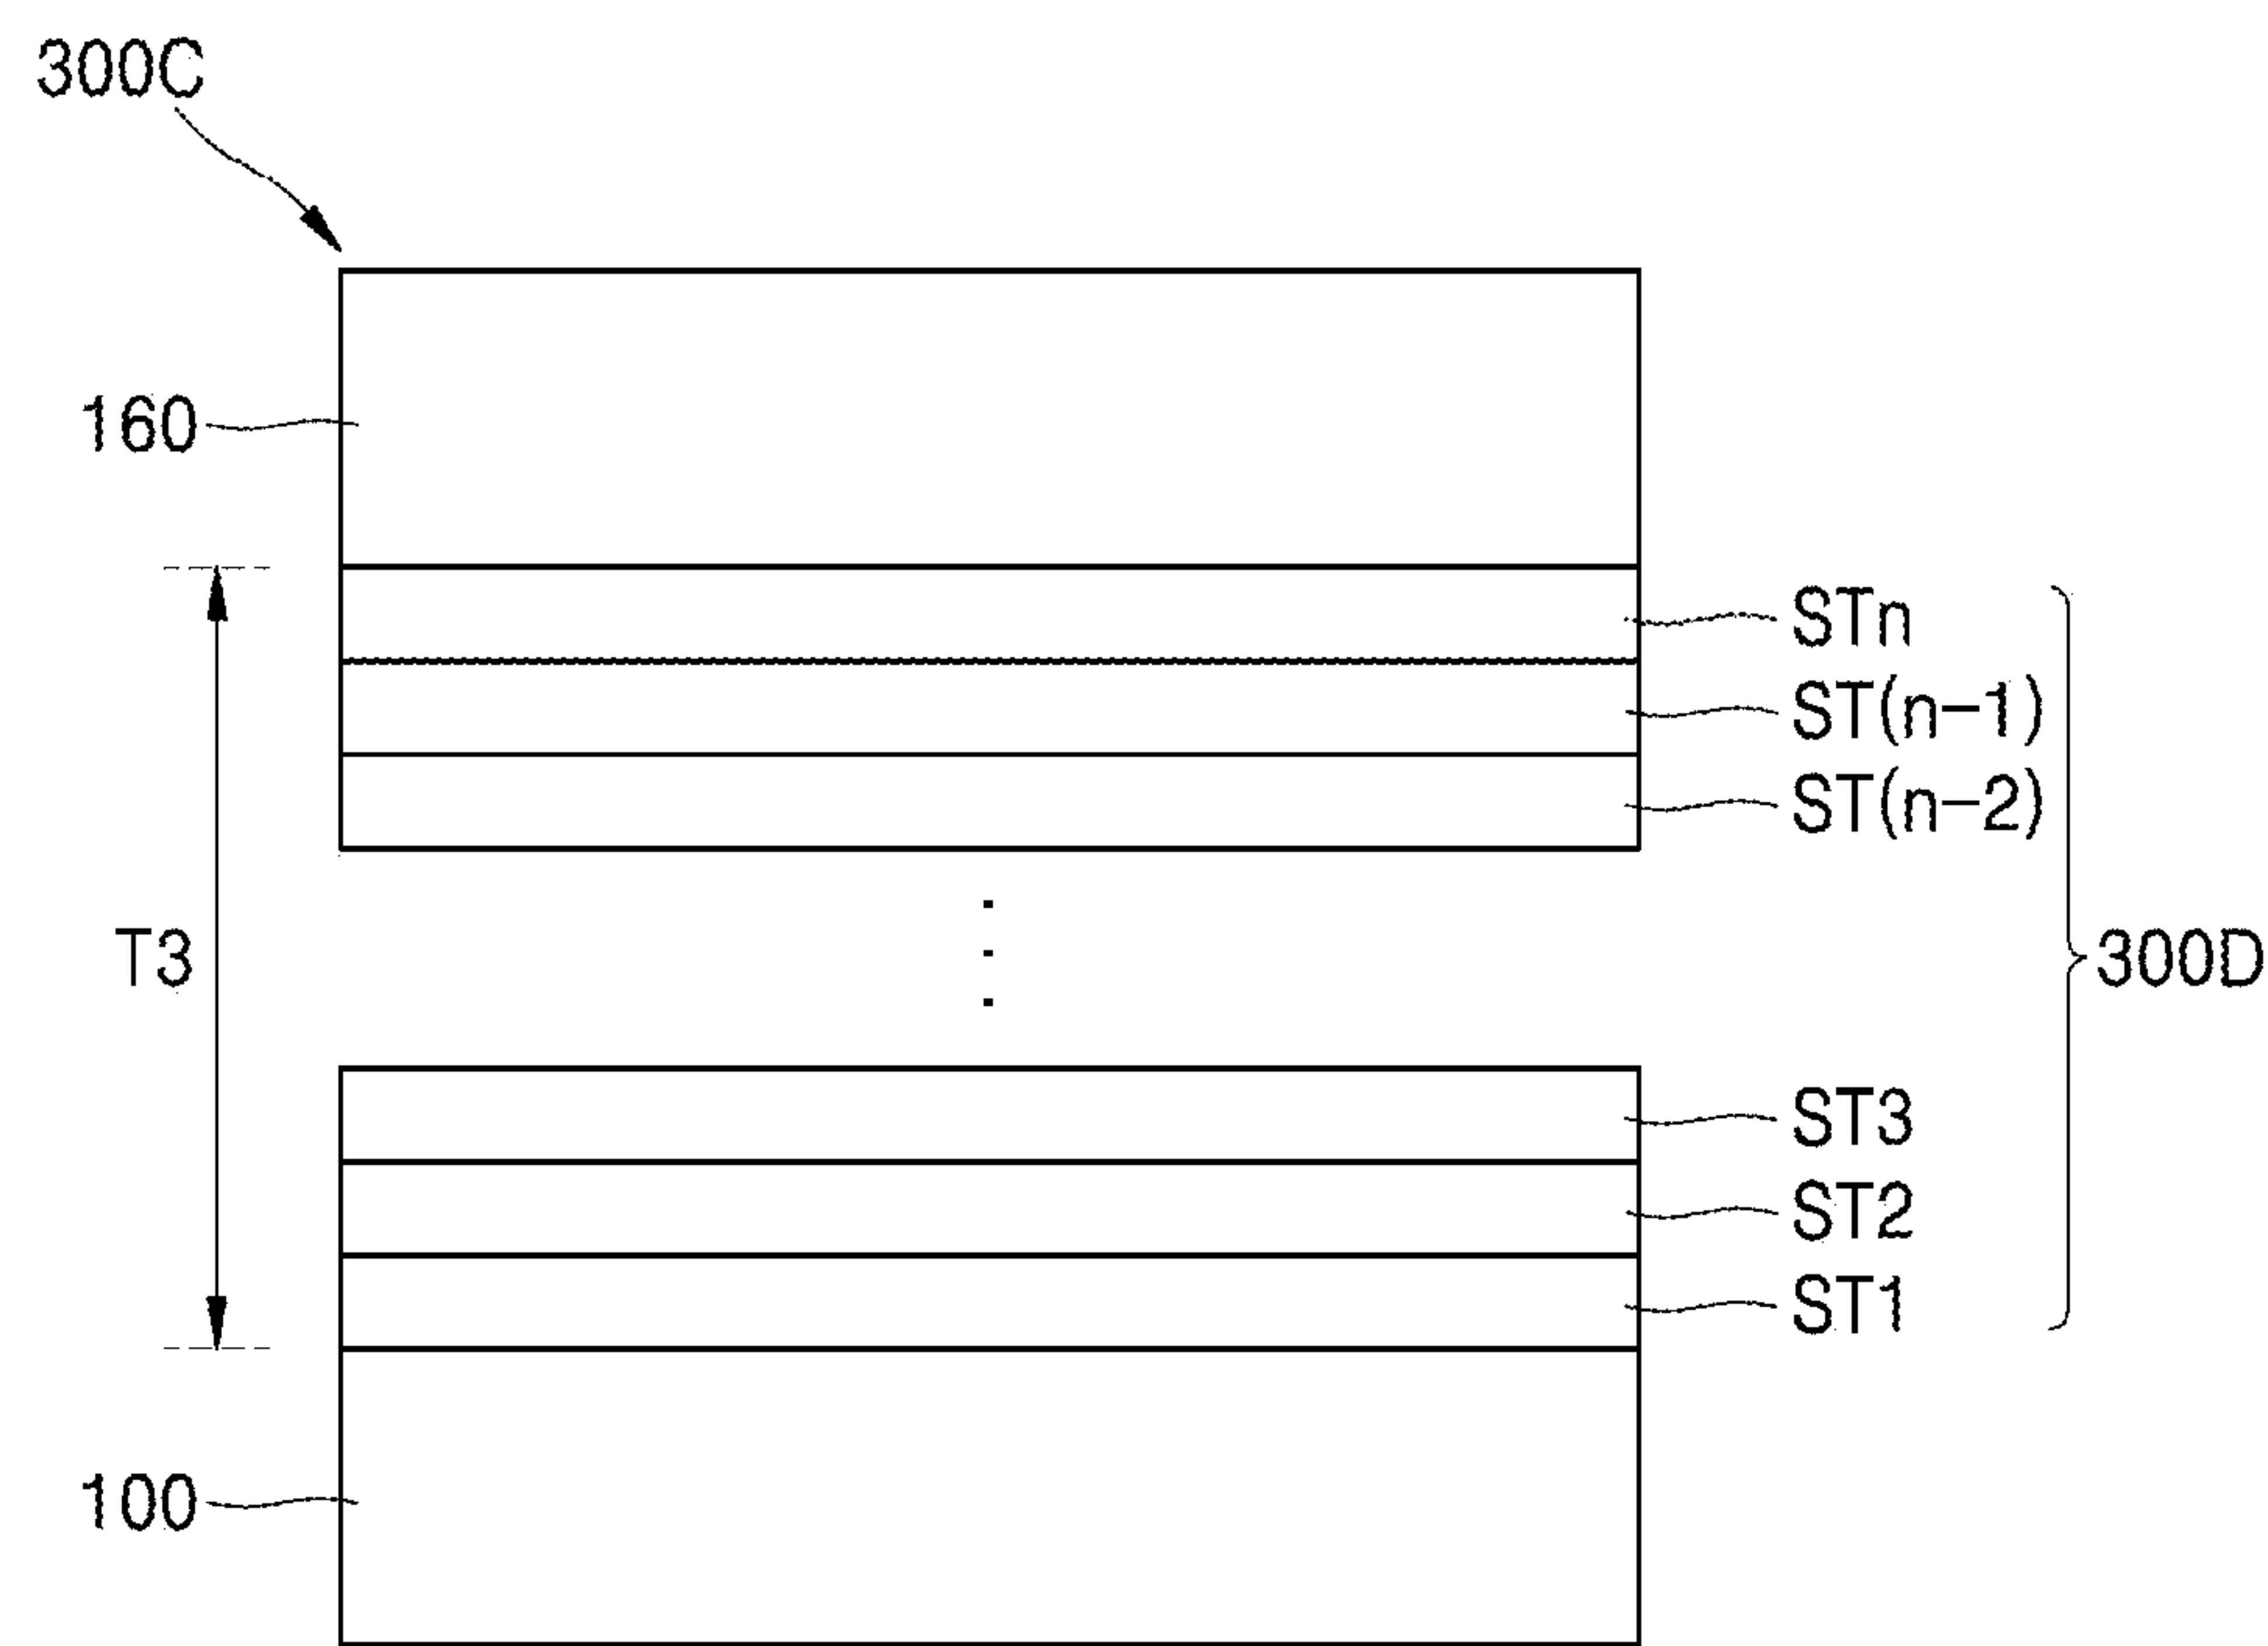 300C
160
STn
ST(n-1)
ST(n-2)
T3
300D
ST3
ST2
ST1
100